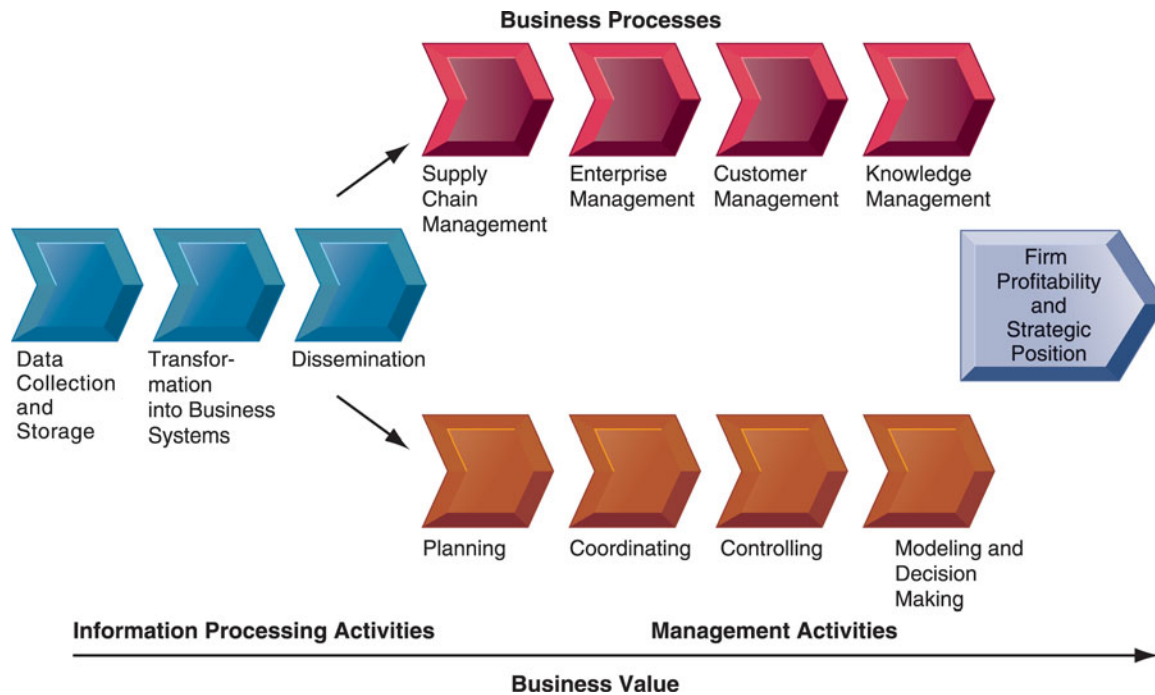 Business Processes
Supply
Chain
Management
Enterprise
Management
Customer
Management
Knowledge
Management
Data
Collection
and
Storage
Transfor-
mation
into Business
Systems
Dissemination
Firm
Profitability
and
Strategic
Position
Planning
Coordinating
Controlling
Modeling and
Decision
Making
Information Processing Activities
Management Activities
Business Value